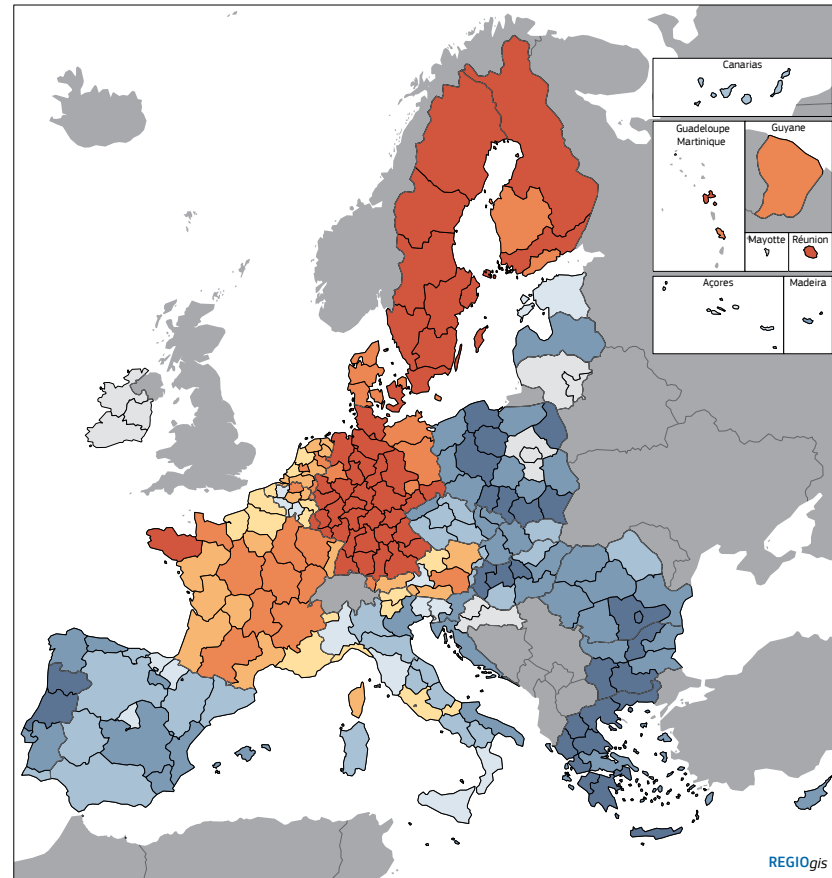 Canarias
Guadeloupe
Martinique
Guyane
Mayotte
Réunion
Açores
Madeira
REGIOgis